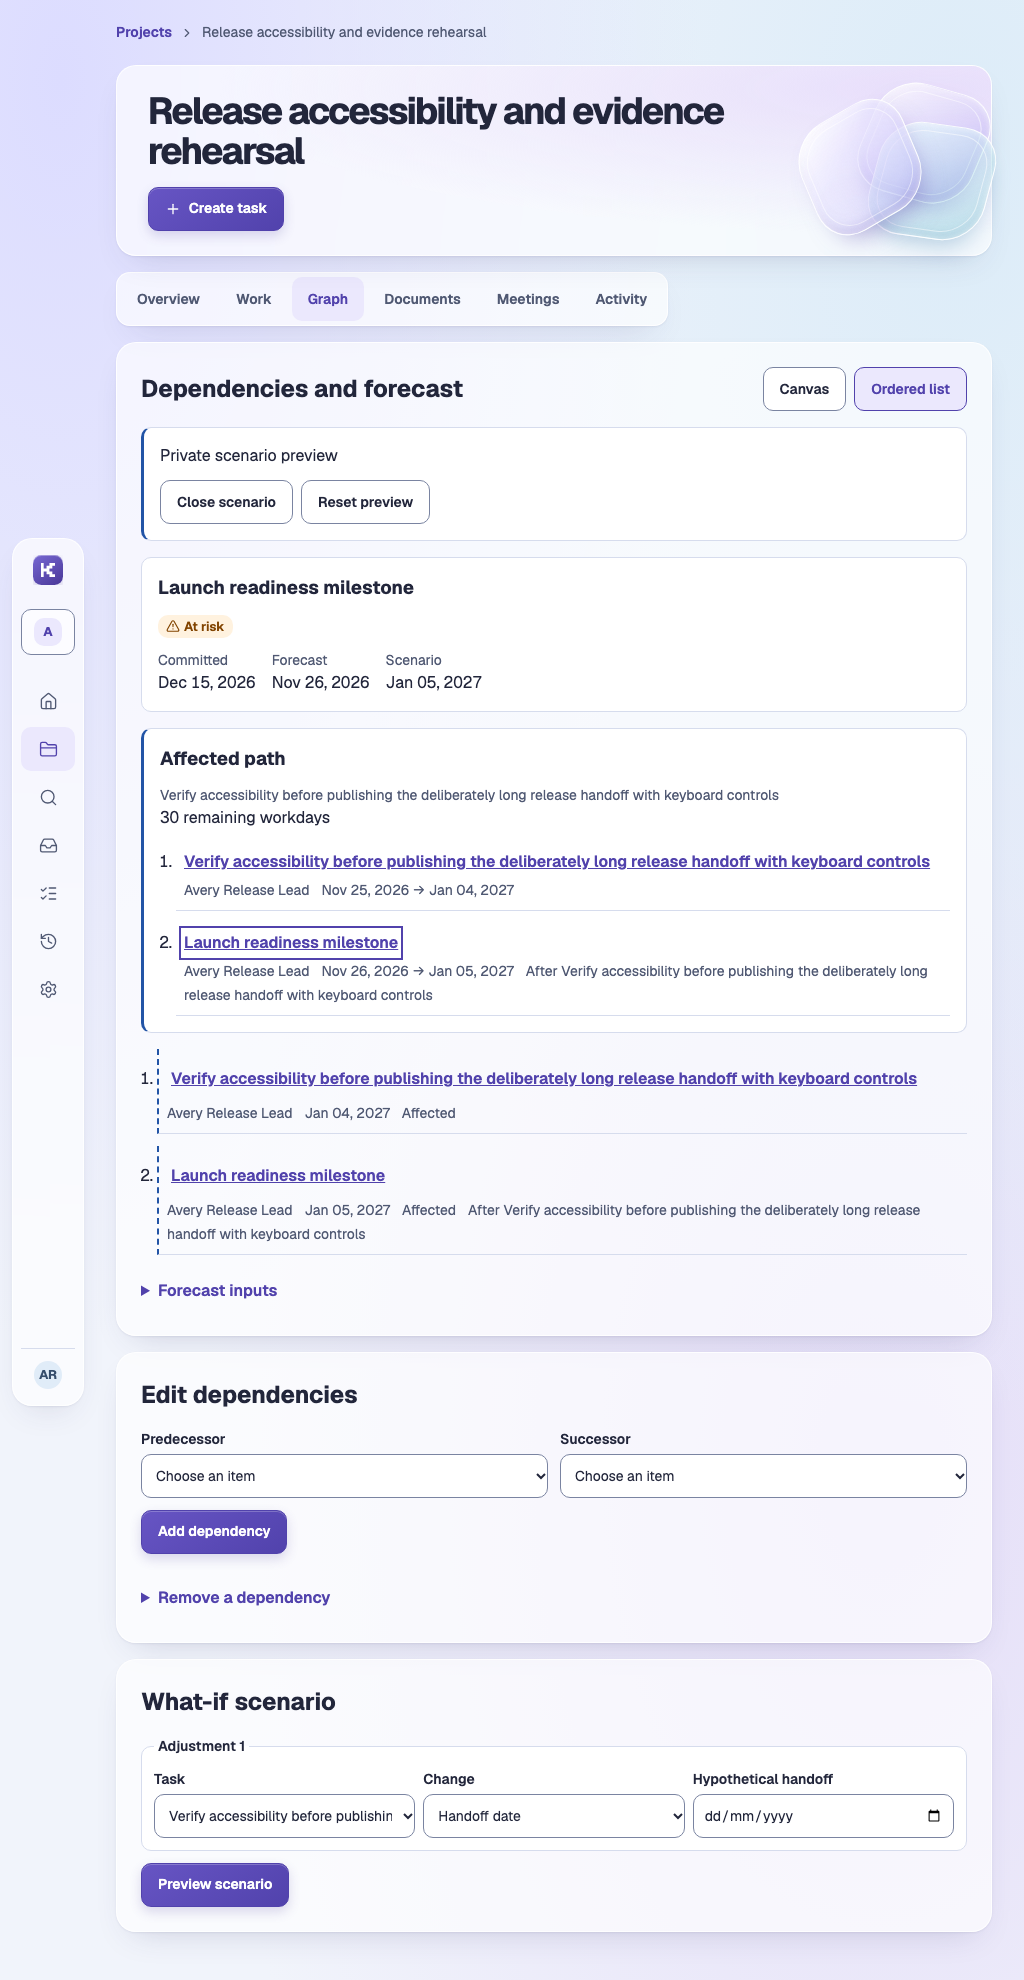 Projects > Release accessibility and evidence rehearsal
Release accessibility and evidence
rehearsal
+ Create task
Overview Work Graph Documents Meetings Activity
Dependencies and forecast
Canvas Ordered list
Private scenario preview
Close scenario Reset preview
K
A
Launch readiness milestone
At risk
Committed Forecast Scenario
Dec 15, 2026 Nov 26, 2026 Jan 05, 2027
Affected path
Verify accessibility before publishing the deliberately long release handoff with keyboard controls
30 remaining workdays
1. Verify accessibility before publishing the deliberately long release handoff with keyboard controls
Avery Release Lead Nov 25, 2026 → Jan 04, 2027
2. Launch readiness milestone
Avery Release Lead Nov 26, 2026 → Jan 05, 2027 After Verify accessibility before publishing the deliberately long
release handoff with keyboard controls
1. Verify accessibility before publishing the deliberately long release handoff with keyboard controls
Avery Release Lead Jan 04, 2027 Affected
2. Launch readiness milestone
Avery Release Lead Jan 05, 2027 Affected After Verify accessibility before publishing the deliberately long release
handoff with keyboard controls
Forecast inputs
AR
Edit dependencies
Predecessor Successor
Choose an item Choose an item
Add dependency
Remove a dependency
What-if scenario
Adjustment 1
Task Change Hypothetical handoff
Verify accessibility before publishin Handoff date dd/mm/yyyy
Preview scenario